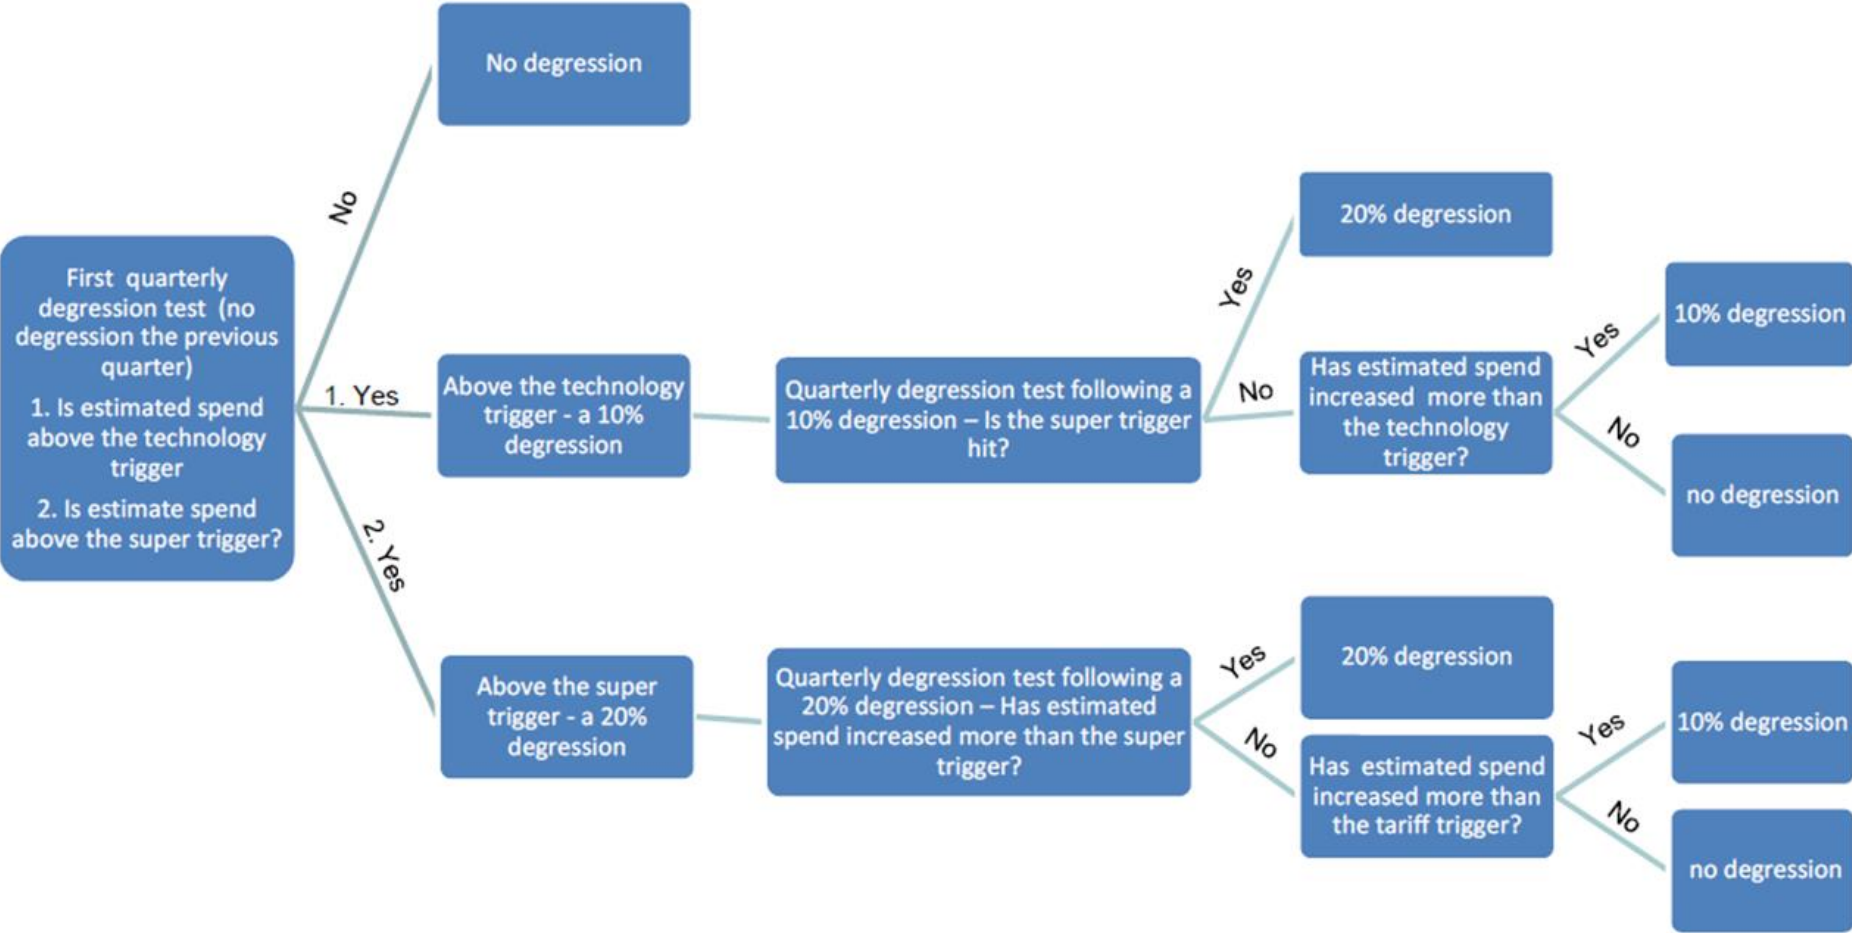 No degression
No
First quarterly
degression test (no
degression the previous
quarter)
1. Is estimated spend
above the technology
trigger
2. Is estimate spend
above the super trigger?
1. Yes
Above the technology
trigger - a 10%
degression
Quarterly degression test following a
10% degression – Is the super trigger
hit?
Yes
20% degression
No
Has estimated spend
increased more than
the technology
trigger?
Yes
10% degression
No
no degression
2. Yes
Above the super
trigger - a 20%
degression
Quarterly degression test following a
20% degression – Has estimated
spend increased more than the super
trigger?
Yes
20% degression
No
Has estimated spend
increased more than
the tariff trigger?
Yes
10% degression
No
no degression